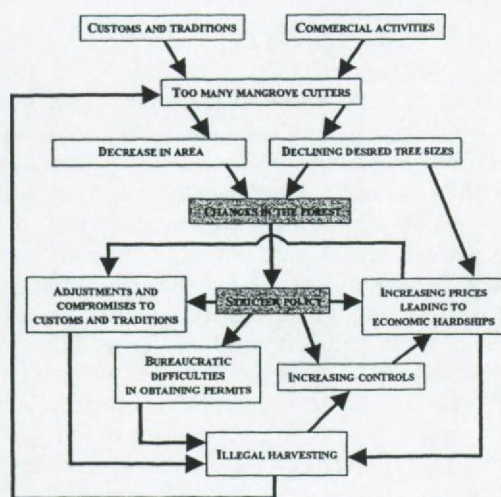 CUSTOMS AND TRADITIONS
COMMERCIAL ACTIVITIES
TOO MANY MANGROVE CUTTERS
DECREASE IN AREA
DECLINING DESIRED TREE SIZES
CHANGES IN THE FOREST
ADJUSTMENTS AND
COMPROMISES TO
CUSTOMS AND TRADITIONS
STRICTER POLICY
INCREASING PRICES
LEADING TO
ECONOMIC HARDSHIPS
BUREAUCRATIC
DIFFICULTIES
IN OBTAINING PERMITS
INCREASING CONTROLS
ILLEGAL HARVESTING